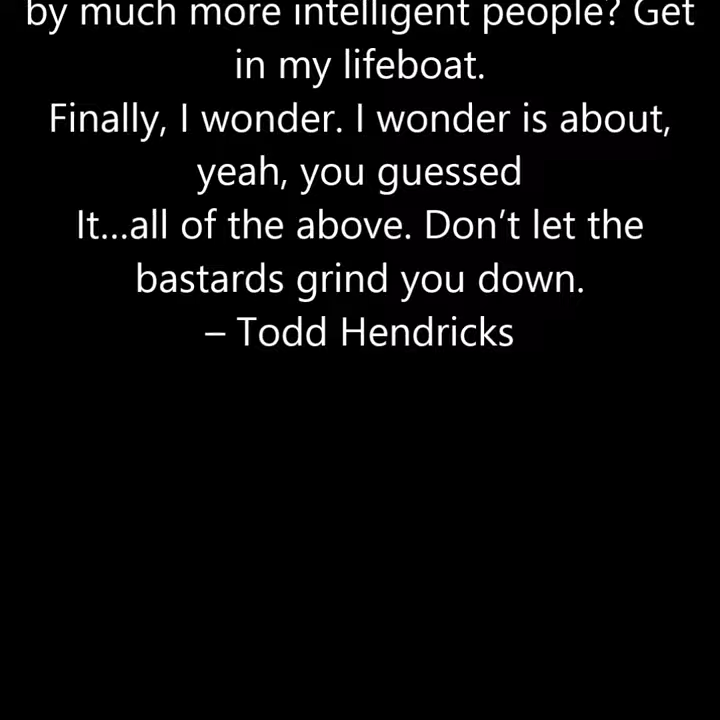 by much more intelligent people? Get
in my lifeboat.
Finally, I wonder. I wonder is about,
yeah, you guessed
It…all of the above. Don’t let the
bastards grind you down.
– Todd Hendricks